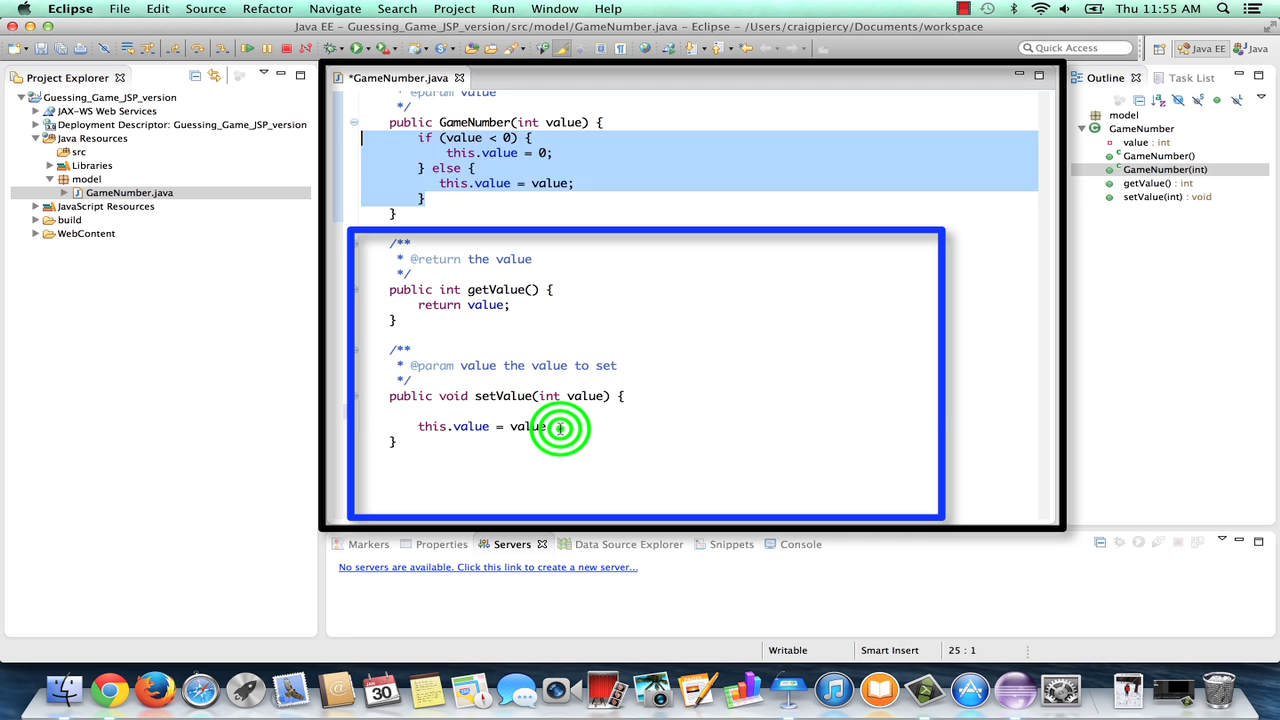 Eclipse File Edit Source Refactor Navigate Search Project Run Window Help Thu 11:55 AM
Java EE – Guessing_Game_JSP_version/src/model/GameNumber.java – Eclipse – /Users/craigpiercy/Documents/workspace
Quick Access Java EE Java
Project Explorer
Guessing_Game_JSP_version
JAX-WS Web Services
Deployment Descriptor: Guessing_Game_JSP_version
Java Resources
src
Libraries
model
GameNumber.java
JavaScript Resources
build
WebContent
*GameNumber.java
* @param value
*/
public GameNumber(int value) {
if (value < 0) {
this.value = 0;
} else {
this.value = value;
}
}
/**
* @return the value
*/
public int getValue() {
return value;
}
/**
* @param value the value to set
*/
public void setValue(int value) {
this.value = value
}
Outline Task List
model
GameNumber
value : int
GameNumber()
GameNumber(int)
getValue() : int
setValue(int) : void
Markers Properties Servers Data Source Explorer Snippets Console
No servers are available. Click this link to create a new server...
Writable Smart Insert 25 : 1
JAN
30